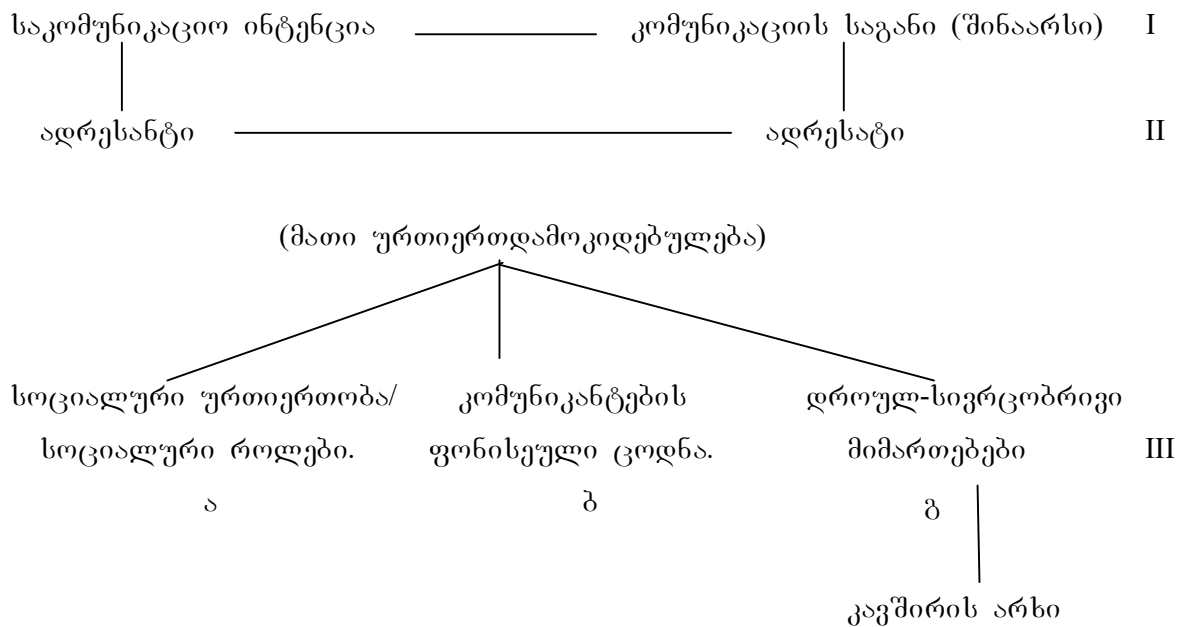 საკომუნიკაციო ინტენცია კომუნიკაციის საგანი (შინაარსი) I
ადრესანტი ადრესატი II
(მათი ურთიერთდამოკიდებულება)
სოციალური ურთიერთობა/ კომუნიკანტების დროულ-სივრცობრივი
სოციალური როლები. ფონისეული ცოდნა. მიმართებები III
ა ბ გ
კავშირის არხი